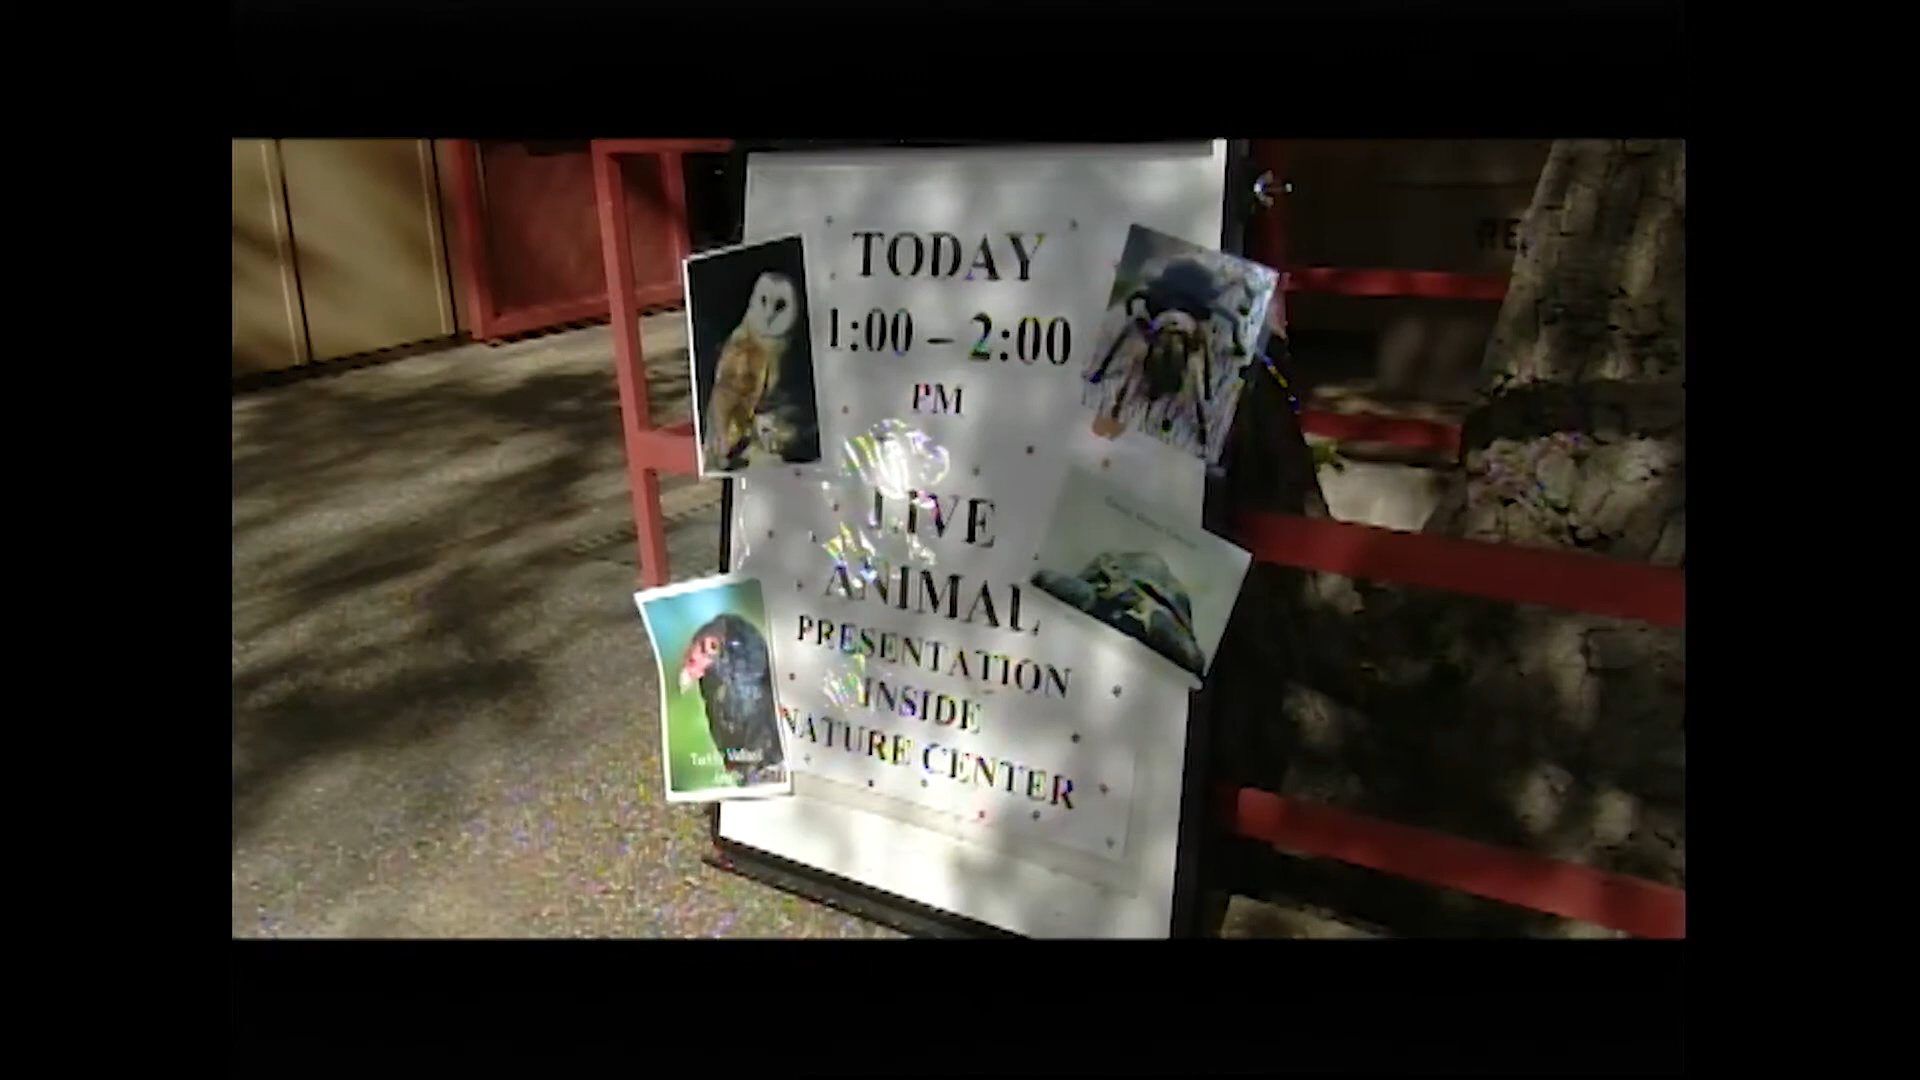 TODAY
1:00 – 2:00
PM
LIVE
ANIMAL
PRESENTATION
INSIDE
NATURE CENTER